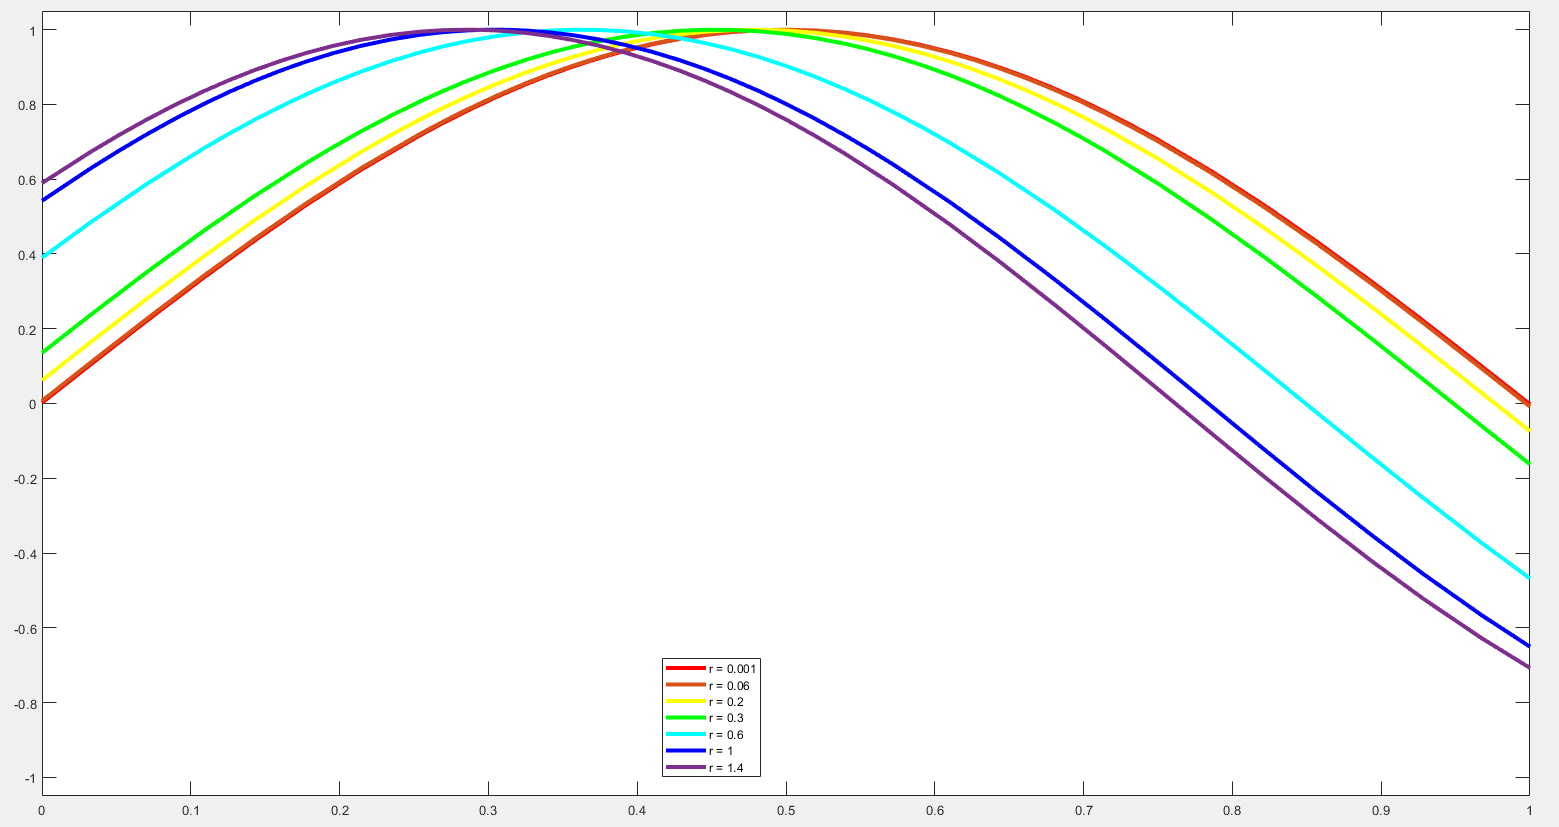 1
0.8
0.6
0.4
0.2
0
-0.2
-0.4
-0.6
-0.8
-1
r = 0.001
r = 0.06
r = 0.2
r = 0.3
r = 0.6
r = 1
r = 1.4
0 0.1 0.2 0.3 0.4 0.5 0.6 0.7 0.8 0.9 1